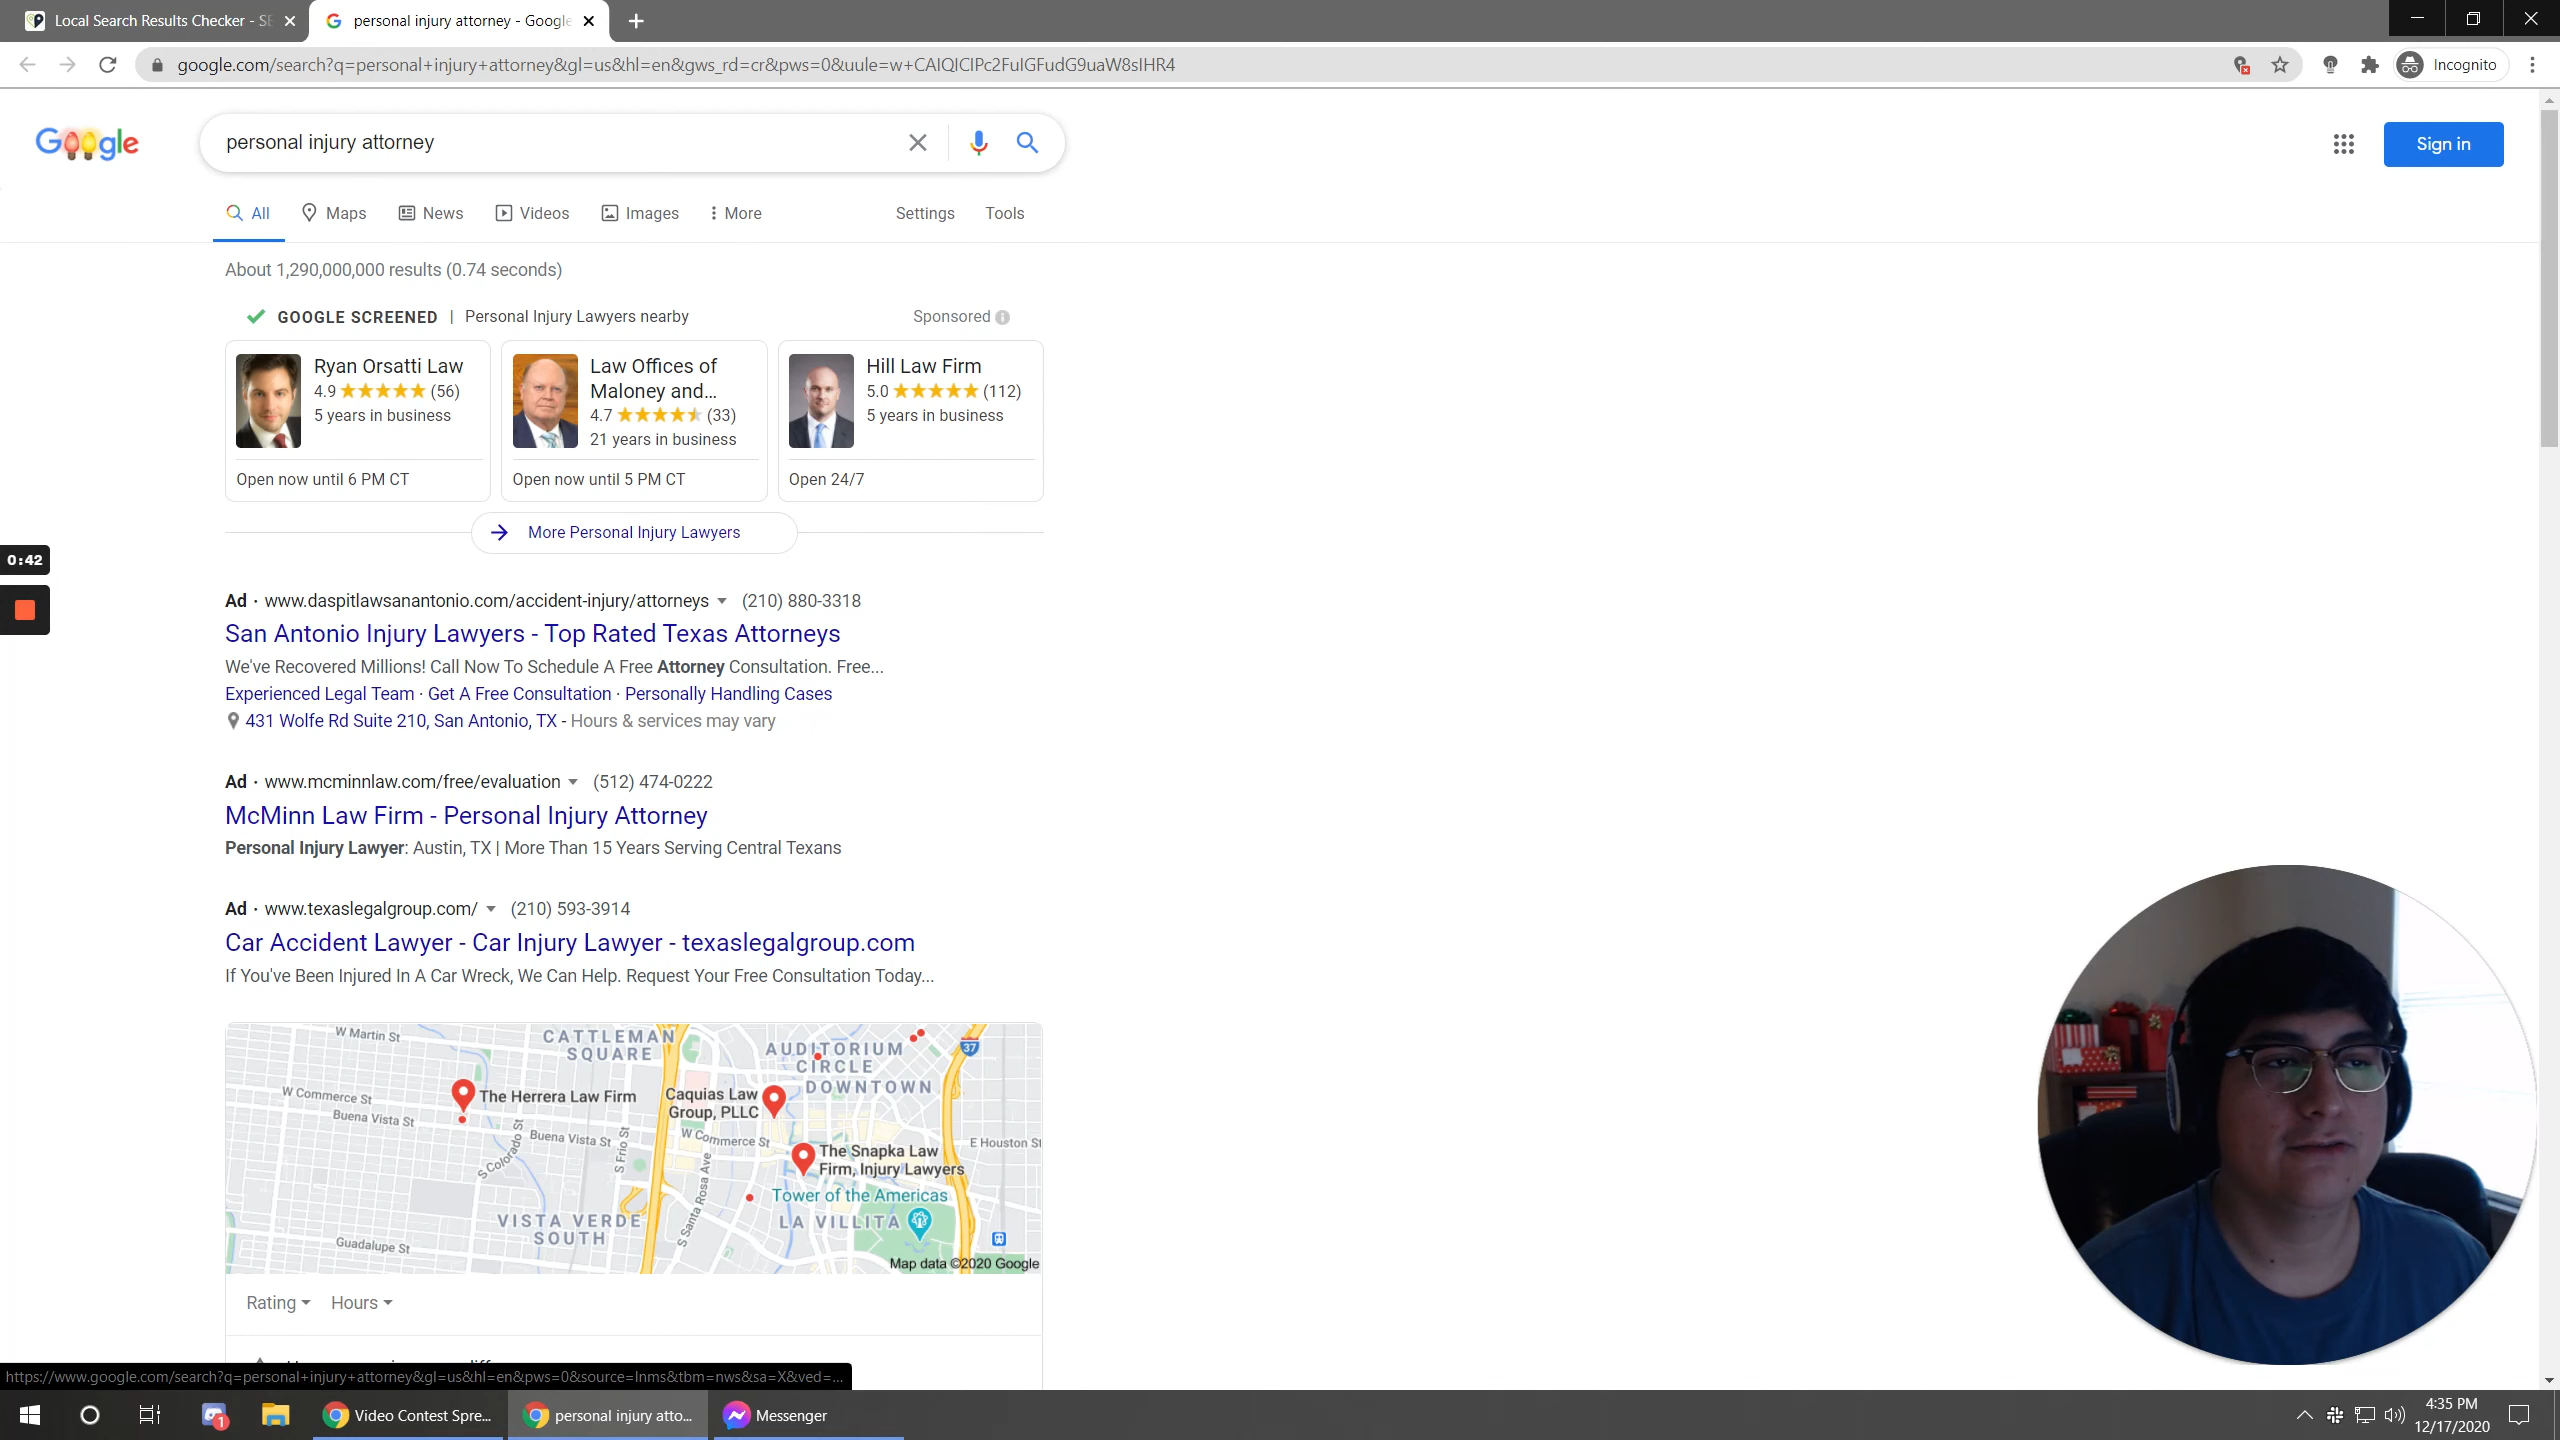 Local Search Results Checker - SE
personal injury attorney - Google
google.com/search?q=personal+injury+attorney&gl=us&hl=en&gws_rd=cr&pws=0&uule=w+CAIQICIPc2FuIGFudG9uaW8sIHR4
Incognito
Google
personal injury attorney
Sign in
All
Maps
News
Videos
Images
More
Settings
Tools
About 1,290,000,000 results (0.74 seconds)
GOOGLE SCREENED | Personal Injury Lawyers nearby
Sponsored
Ryan Orsatti Law
4.9 (56)
5 years in business
Open now until 6 PM CT
Law Offices of
Maloney and...
4.7 (33)
21 years in business
Open now until 5 PM CT
Hill Law Firm
5.0 (112)
5 years in business
Open 24/7
More Personal Injury Lawyers
0:42
Ad · www.daspitlawsanantonio.com/accident-injury/attorneys (210) 880-3318
San Antonio Injury Lawyers - Top Rated Texas Attorneys
We've Recovered Millions! Call Now To Schedule A Free Attorney Consultation. Free...
Experienced Legal Team · Get A Free Consultation · Personally Handling Cases
431 Wolfe Rd Suite 210, San Antonio, TX - Hours & services may vary
Ad · www.mcminnlaw.com/free/evaluation (512) 474-0222
McMinn Law Firm - Personal Injury Attorney
Personal Injury Lawyer: Austin, TX | More Than 15 Years Serving Central Texans
Ad · www.texaslegalgroup.com/ (210) 593-3914
Car Accident Lawyer - Car Injury Lawyer - texaslegalgroup.com
If You've Been Injured In A Car Wreck, We Can Help. Request Your Free Consultation Today...
W Martin St
CATTLEMAN
SQUARE
AUDITORIUM
CIRCLE
37
DOWNTOWN
W Commerce St
The Herrera Law Firm
Caquias Law
Group, PLLC
Buena Vista St
Buena Vista St
W Commerce St
E Houston St
S Colorado St
S Frio St
S Santa Rosa Ave
The Snapka Law
Firm, Injury Lawyers
Tower of the Americas
LA VILLITA
VISTA VERDE
SOUTH
Guadalupe St
Map data ©2020 Google
Rating
Hours
https://www.google.com/search?q=personal+injury+attorney&gl=us&hl=en&pws=0&source=lnms&tbm=nws&sa=X&ved=...
1
Video Contest Spre...
personal injury atto...
Messenger
4:35 PM
12/17/2020